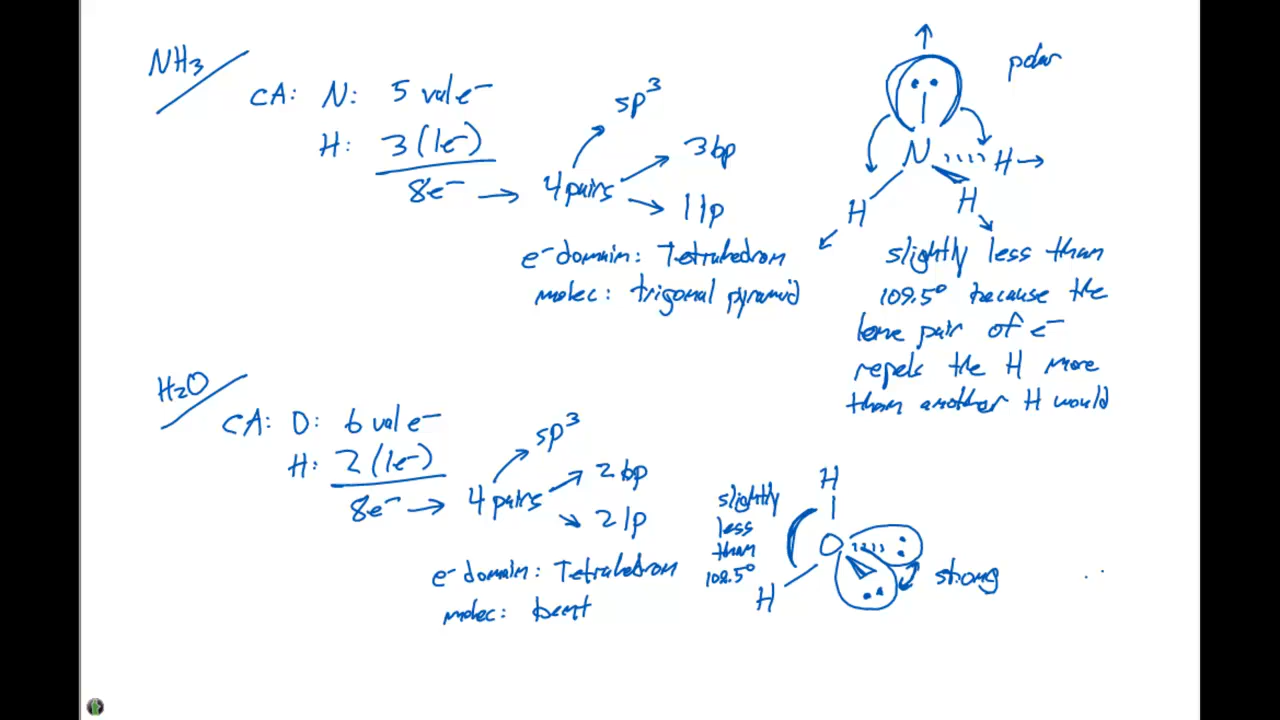 NH3
CA: N: 5 val e⁻
H: 3(1e⁻)
8e⁻ → 4 pairs
sp³
3 bp
1 lp
e⁻domain: Tetrahedron
molec: trigonal pyramid
polar
N
H
H
H
slightly less than
109.5° because the
lone pair of e⁻
repels the H more
than another H would
H2O
CA: O: 6 val e⁻
H: 2(1e⁻)
8e⁻ → 4 pairs
sp³
2 bp
2 lp
e⁻domain: Tetrahedron
molec: bent
slightly
less
than
109.5°
H
O
H
strong